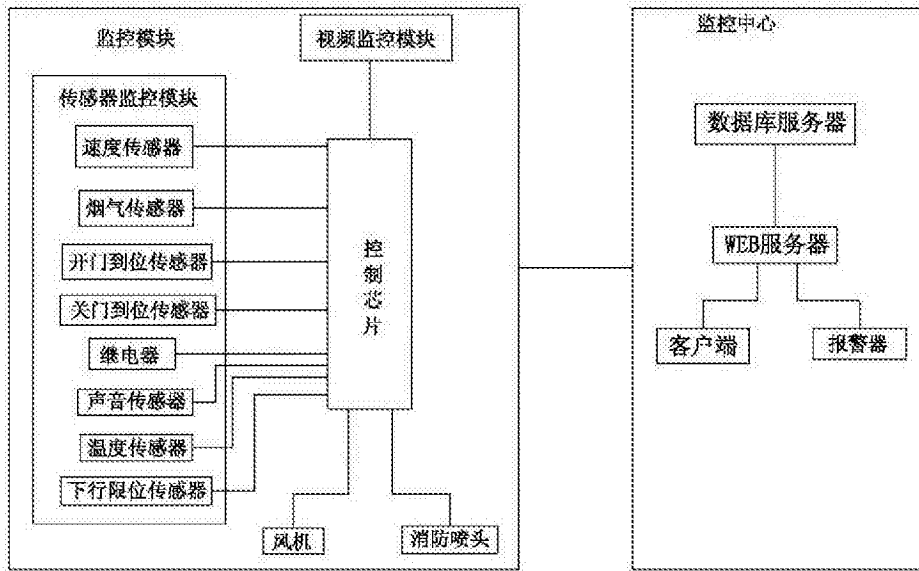 监控模块
视频监控模块
传感器监控模块
速度传感器
烟气传感器
开门到位传感器
关门到位传感器
继电器
声音传感器
温度传感器
下行限位传感器
控制芯片
风机
消防喷头
监控中心
数据库服务器
WEB服务器
客户端
报警器